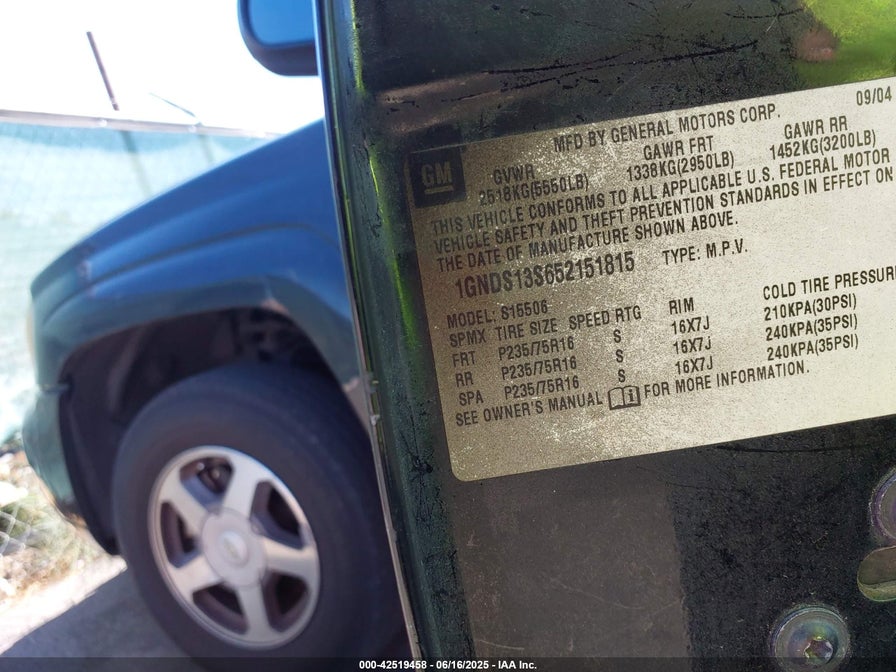 09/04
MFD BY GENERAL MOTORS CORP.
GM
GVWR GAWR FRT GAWR RR
2518KG(5550LB) 1338KG(2950LB) 1452KG(3200LB)
THIS VEHICLE CONFORMS TO ALL APPLICABLE U.S. FEDERAL MOTOR
VEHICLE SAFETY AND THEFT PREVENTION STANDARDS IN EFFECT ON
THE DATE OF MANUFACTURE SHOWN ABOVE.
1GNDS13S652151815 TYPE: M.P.V.
MODEL: S15506
SPMX TIRE SIZE SPEED RTG RIM COLD TIRE PRESSURE
FRT P235/75R16 S 16X7J 210KPA(30PSI)
RR P235/75R16 S 16X7J 240KPA(35PSI)
SPA P235/75R16 S 16X7J 240KPA(35PSI)
SEE OWNER'S MANUAL FOR MORE INFORMATION.
000-42519458 - 06/16/2025 - IAA Inc.